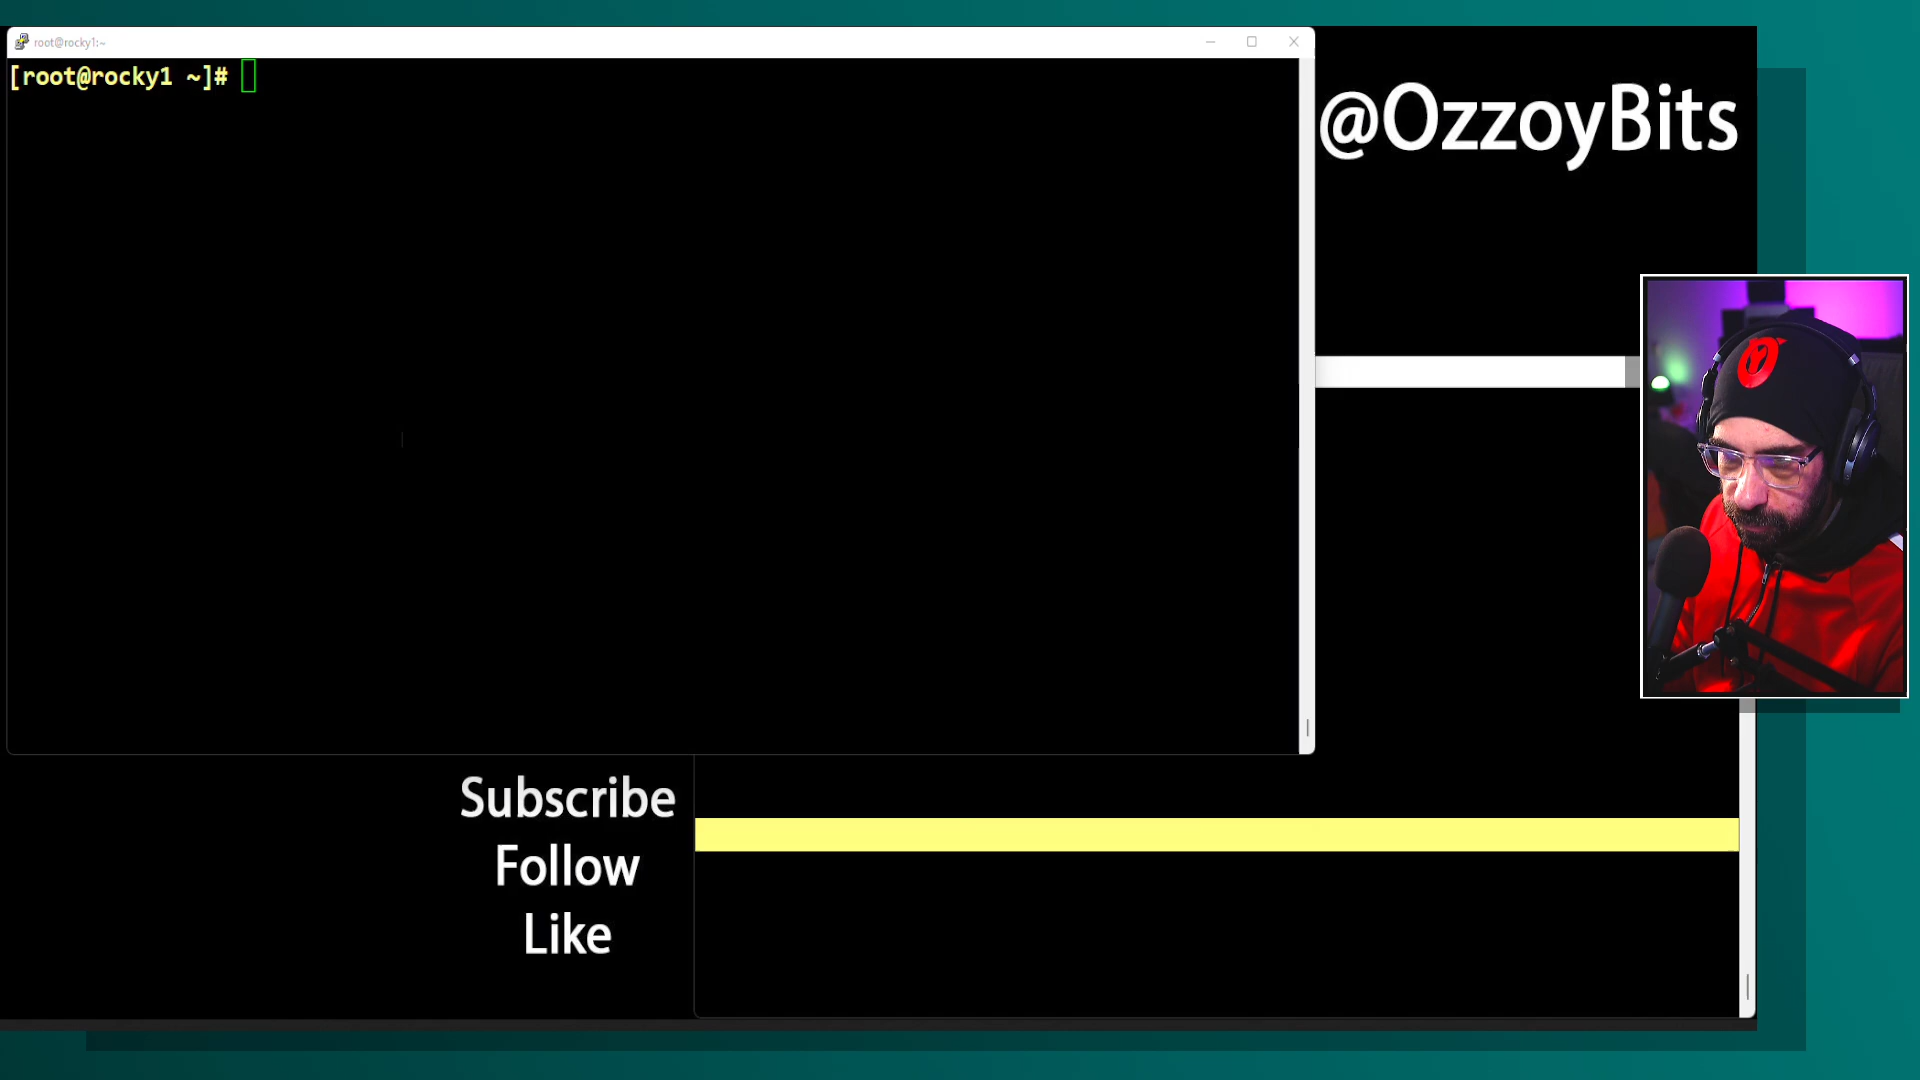 root@rocky1:~
[root@rocky1 ~]#
@OzzoyBits
Subscribe
Follow
Like